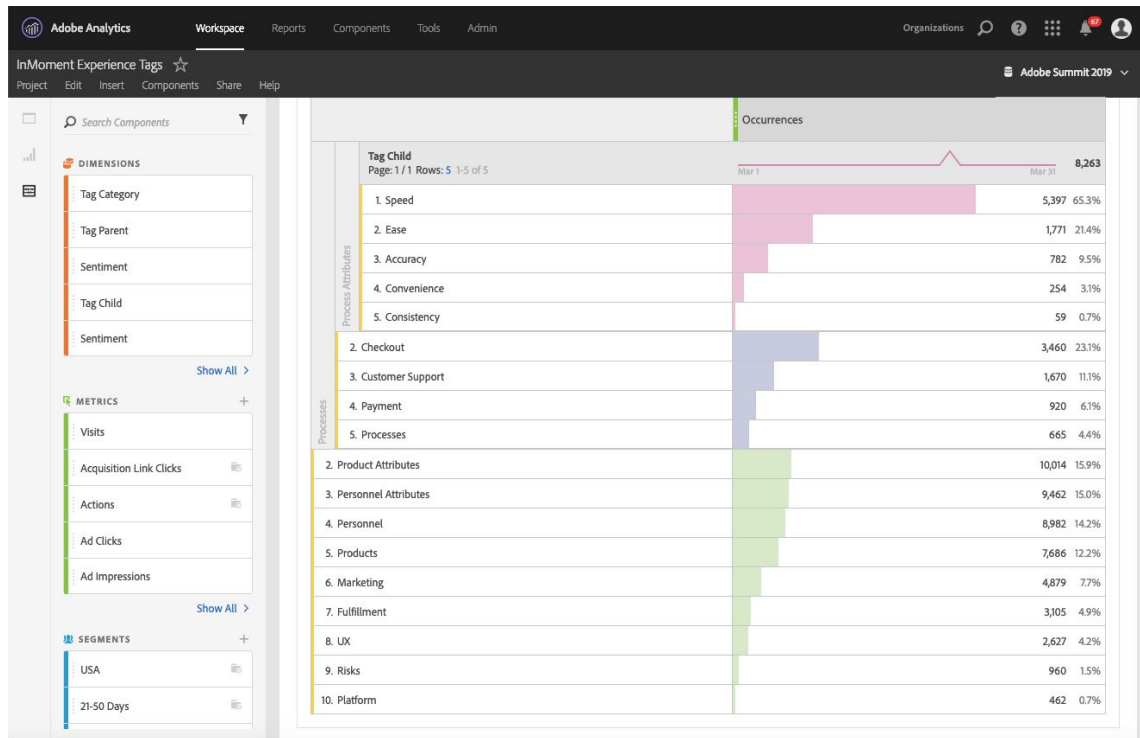 Adobe Analytics Workspace Reports Components Tools Admin Organizations 67
InMoment Experience Tags
Project Edit Insert Components Share Help
Adobe Summit 2019
Search Components
DIMENSIONS
Tag Category
Tag Parent
Sentiment
Tag Child
Sentiment
Show All >
METRICS +
Visits
Acquisition Link Clicks
Actions
Ad Clicks
Ad Impressions
Show All >
SEGMENTS +
USA
21-50 Days
Occurrences
Tag Child
Page: 1 / 1 Rows: 5 1-5 of 5
Mar 1 Mar 31 8,263
Process Attributes
1. Speed 5,397 65.3%
2. Ease 1,771 21.4%
3. Accuracy 782 9.5%
4. Convenience 254 3.1%
5. Consistency 59 0.7%
Processes
2. Checkout 3,460 23.1%
3. Customer Support 1,670 11.1%
4. Payment 920 6.1%
5. Processes 665 4.4%
2. Product Attributes 10,014 15.9%
3. Personnel Attributes 9,462 15.0%
4. Personnel 8,982 14.2%
5. Products 7,686 12.2%
6. Marketing 4,879 7.7%
7. Fulfillment 3,105 4.9%
8. UX 2,627 4.2%
9. Risks 960 1.5%
10. Platform 462 0.7%